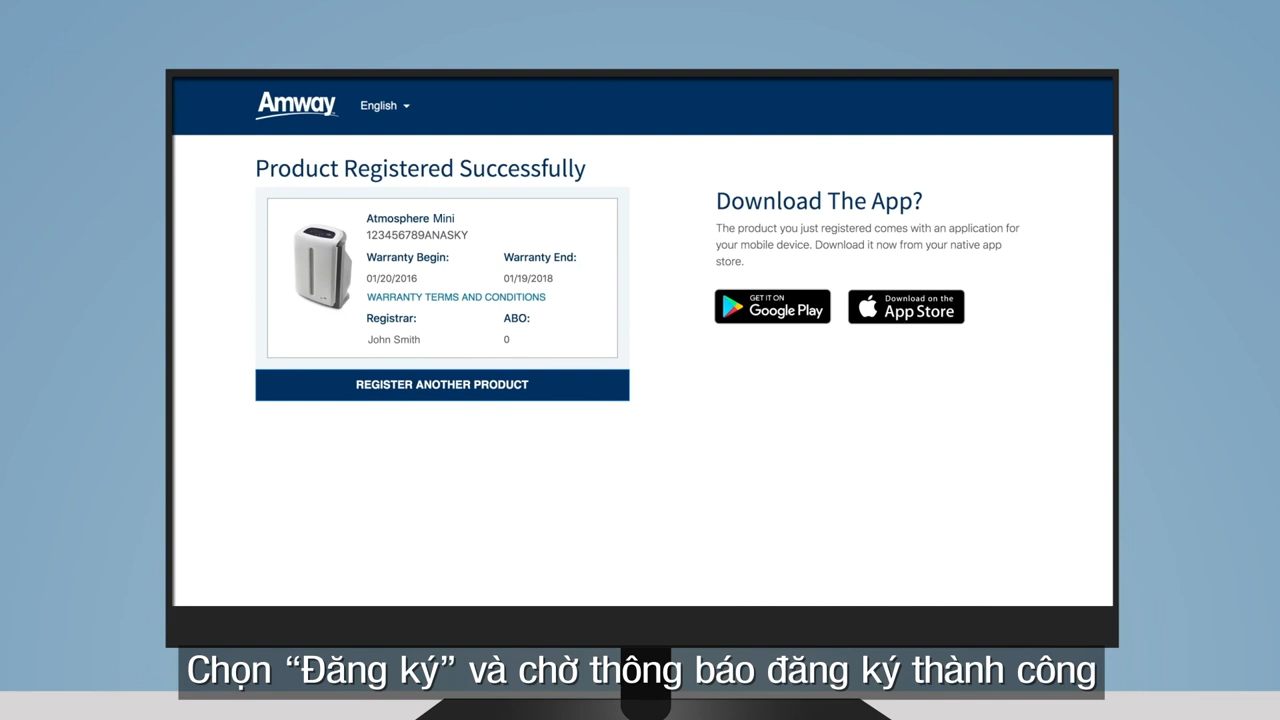 Amway
English
Product Registered Successfully
Atmosphere Mini
123456789ANASKY
Warranty Begin: Warranty End:
01/20/2016 01/19/2018
WARRANTY TERMS AND CONDITIONS
Registrar: ABO:
John Smith 0
REGISTER ANOTHER PRODUCT
Download The App?
The product you just registered comes with an application for
your mobile device. Download it now from your native app
store.
GET IT ON
Google Play
Download on the
App Store
Chọn “Đăng ký” và chờ thông báo đăng ký thành công